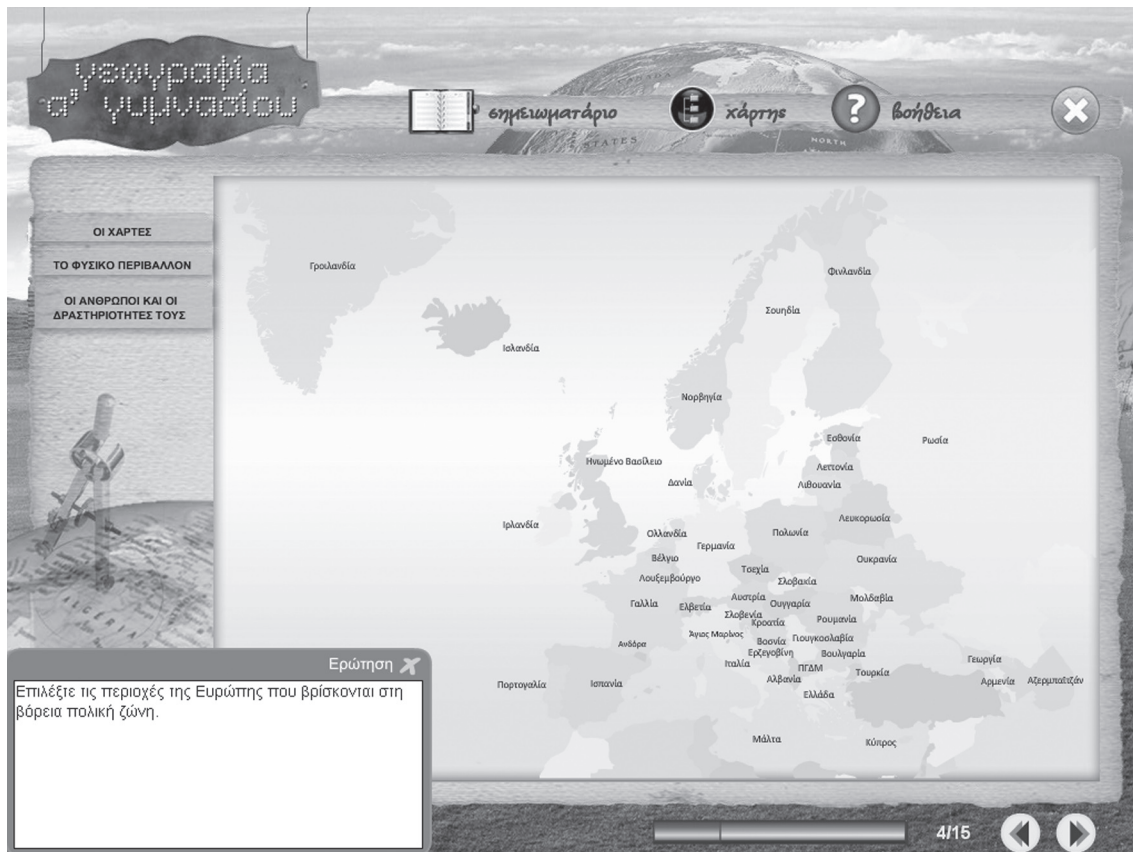 γεωγραφία
α' γυμνασίου
σημειωματάριο
χάρτης
βοήθεια
CANADA
STATES
NORTH
ΟΙ ΧΑΡΤΕΣ
ΤΟ ΦΥΣΙΚΟ ΠΕΡΙΒΑΛΛΟΝ
ΟΙ ΑΝΘΡΩΠΟΙ ΚΑΙ ΟΙ
ΔΡΑΣΤΗΡΙΟΤΗΤΕΣ ΤΟΥΣ
Γροιλανδία
Φινλανδία
Σουηδία
Ισλανδία
Νορβηγία
Εσθονία
Ρωσία
Ηνωμένο Βασίλειο
Λεττονία
Δανία
Λιθουανία
Λευκορωσία
Ιρλανδία
Ολλανδία
Πολωνία
Γερμανία
Βέλγιο
Ουκρανία
Τσεχία
Λουξεμβούργο
Σλοβακία
Αυστρία
Μολδαβία
Γαλλία
Ελβετία
Ουγγαρία
Σλοβενία
Κροατία
Ρουμανία
Άγιος Μαρίνος
Ανδόρα
Βοσνία
Ερζεγοβίνη
Γιουγκοσλαβία
Βουλγαρία
Ιταλία
ΠΓΔΜ
Γεωργία
Τουρκία
Αλβανία
Αρμενία
Αζερμπαϊτζάν
Πορτογαλία
Ισπανία
Ελλάδα
Μάλτα
Κύπρος
Ερώτηση
Επιλέξτε τις περιοχές της Ευρώπης που βρίσκονται στη
βόρεια πολική ζώνη.
4/15